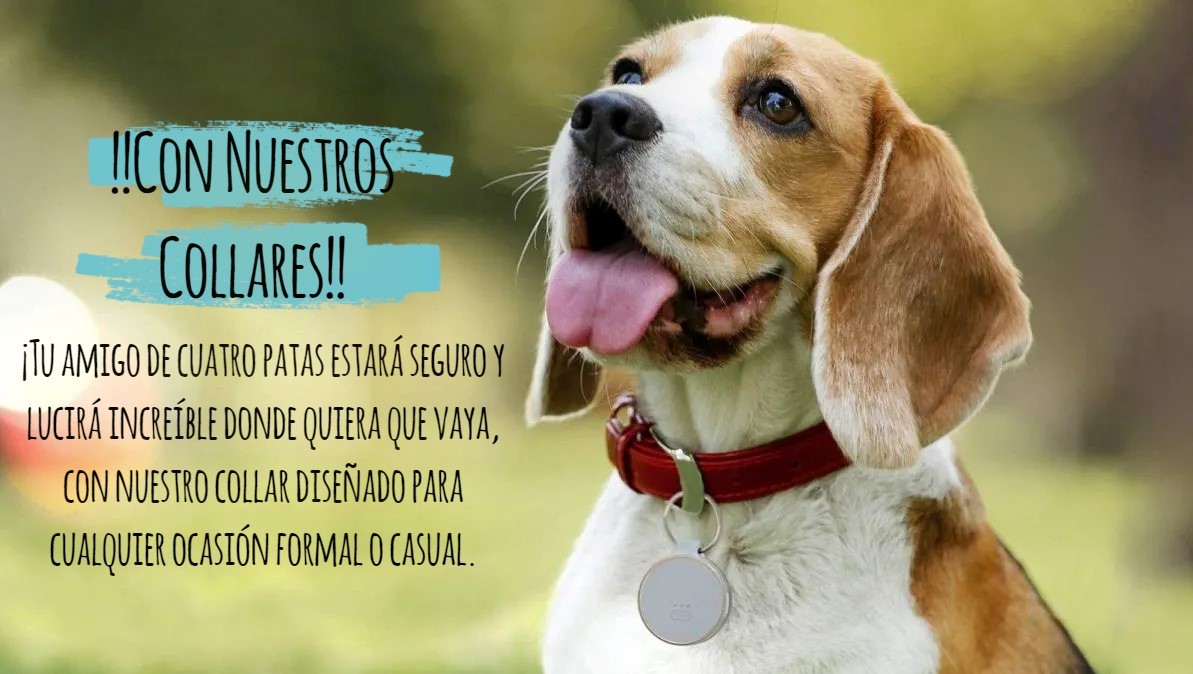 !!Con Nuestros
Collares!!
¡Tu amigo de cuatro patas estará seguro y
lucirá increíble donde quiera que vaya,
con nuestro collar diseñado para
cualquier ocasión formal o casual.